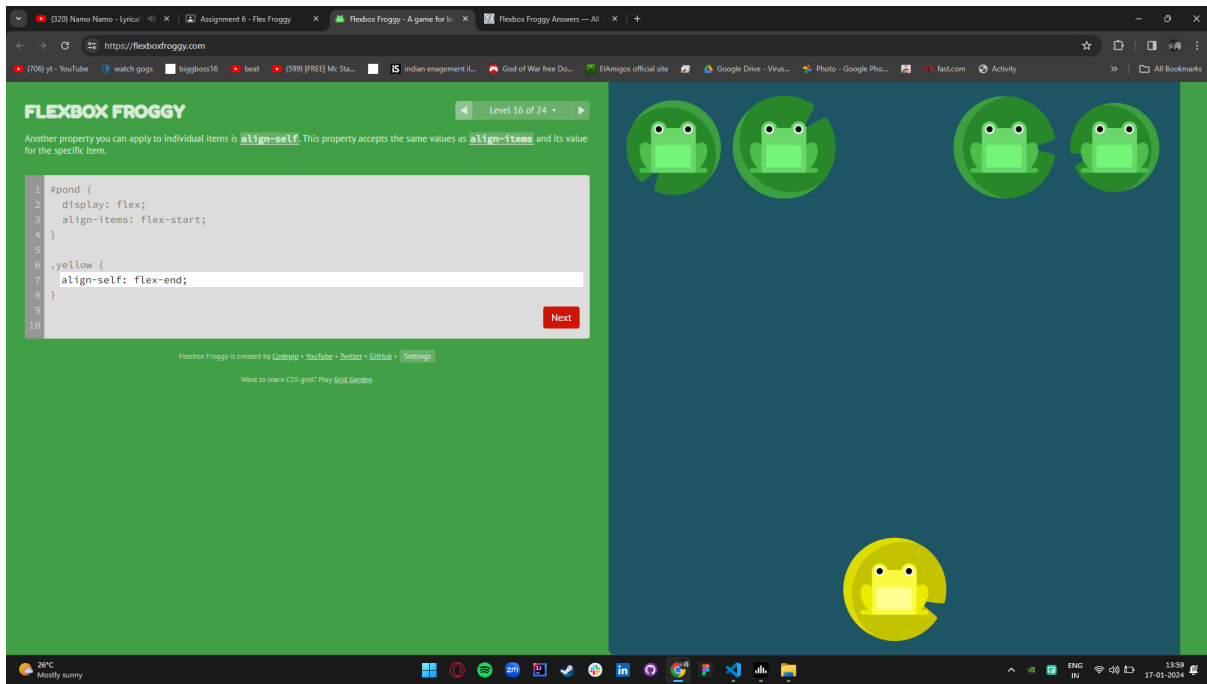 (320) Namo Namo - Lyrical
Assignment 6 - Flex Froggy
Flexbox Froggy - A game for le
Flexbox Froggy Answers — All
https://flexboxfroggy.com
(706) yt - YouTube
watch gogs
biggboss16
beat
(599) [FREE] Mc Sta...
indian enagement il...
God of War free Do...
ElAmigos official site
Google Drive - Virus...
Photo - Google Pho...
fast.com
Activity
»
All Bookmarks
FLEXBOX FROGGY
Level 16 of 24
Another property you can apply to individual items is align-self. This property accepts the same values as align-items and its value
for the specific item.
1 #pond {
2 display: flex;
3 align-items: flex-start;
4 }
5
6 .yellow {
7 align-self: flex-end;
8 }
9
10
Next
Flexbox Froggy is created by Codepip • YouTube • Twitter • GitHub • Settings
Want to learn CSS grid? Play Grid Garden
26°C
Mostly sunny
zm
in
ENG
IN
13:59
17-01-2024